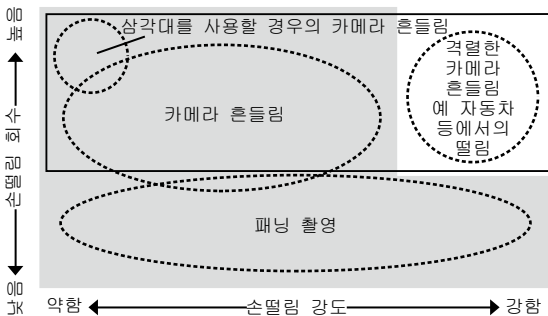 높음
삼각대를 사용할 경우의 카메라 흔들림
격렬한
카메라
흔들림
예 자동차
등에서의
떨림
카메라 흔들림
손떨림 회수
패닝 촬영
낮음
약함
손떨림 강도
강함